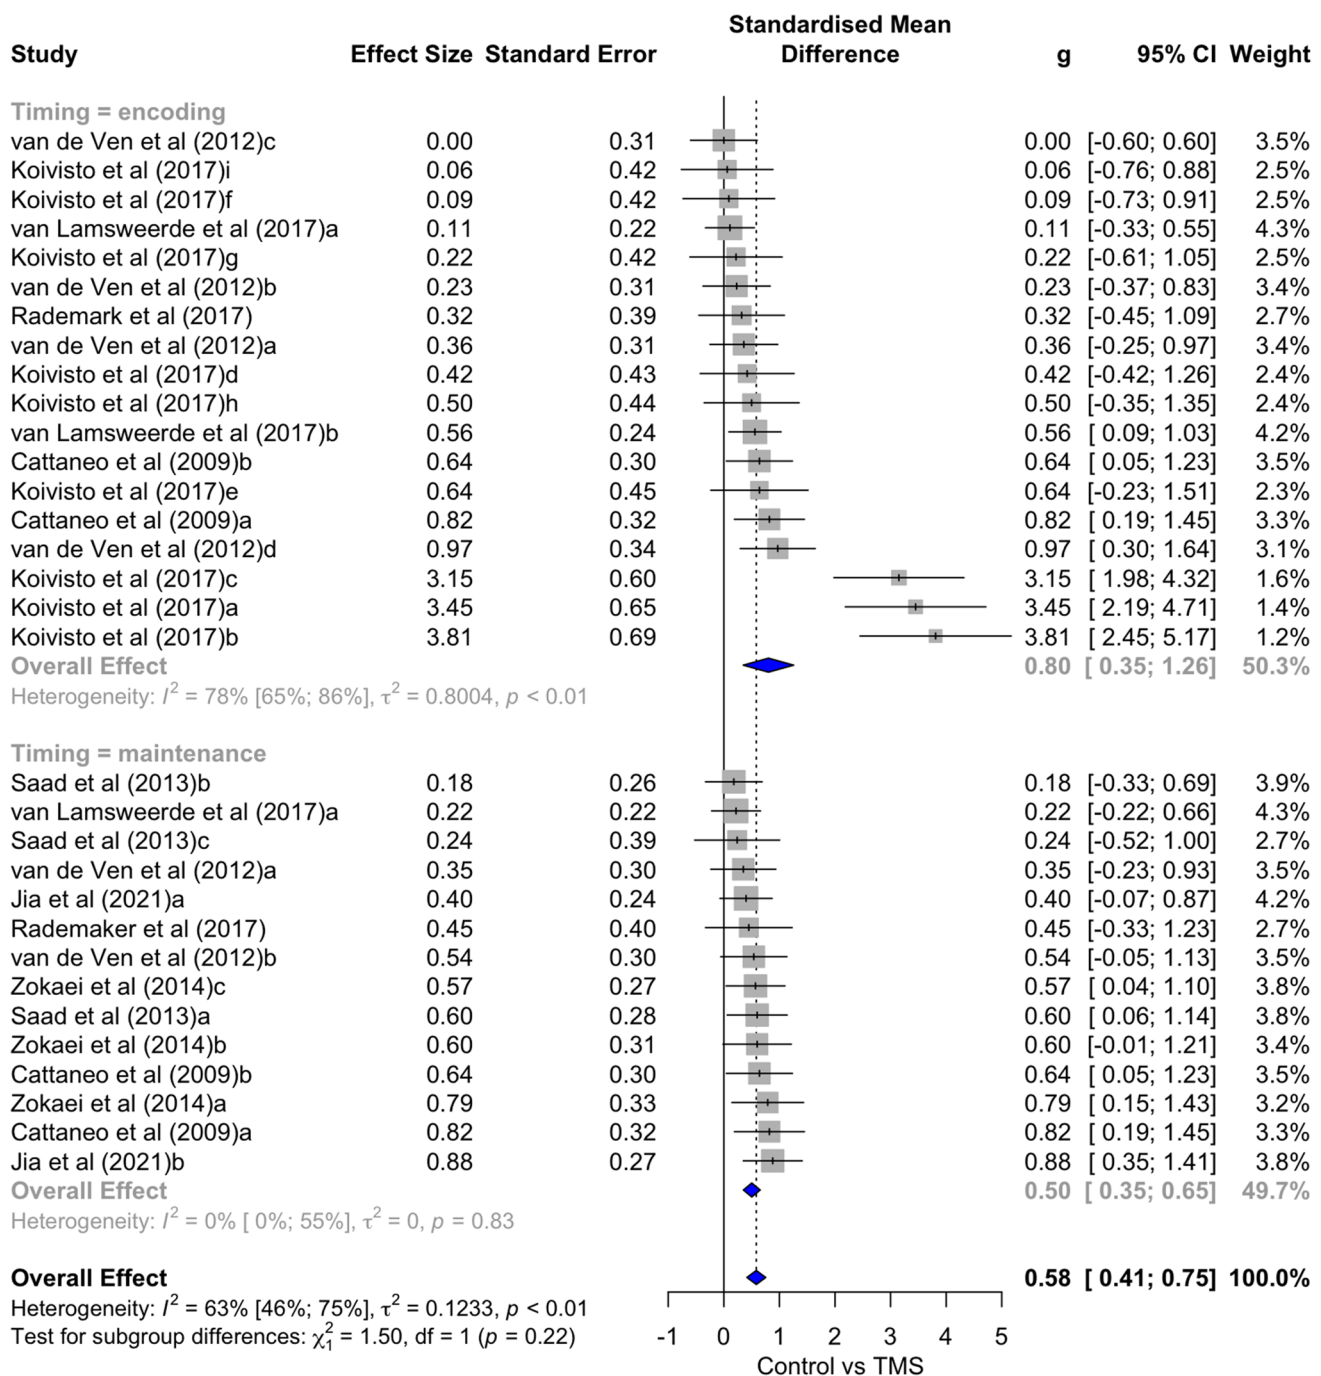 Standardised Mean
Study Effect Size Standard Error Difference g 95% CI Weight
Timing = encoding
van de Ven et al (2012)c 0.00 0.31 0.00 [-0.60; 0.60] 3.5%
Koivisto et al (2017)i 0.06 0.42 0.06 [-0.76; 0.88] 2.5%
Koivisto et al (2017)f 0.09 0.42 0.09 [-0.73; 0.91] 2.5%
van Lamsweerde et al (2017)a 0.11 0.22 0.11 [-0.33; 0.55] 4.3%
Koivisto et al (2017)g 0.22 0.42 0.22 [-0.61; 1.05] 2.5%
van de Ven et al (2012)b 0.23 0.31 0.23 [-0.37; 0.83] 3.4%
Rademark et al (2017) 0.32 0.39 0.32 [-0.45; 1.09] 2.7%
van de Ven et al (2012)a 0.36 0.31 0.36 [-0.25; 0.97] 3.4%
Koivisto et al (2017)d 0.42 0.43 0.42 [-0.42; 1.26] 2.4%
Koivisto et al (2017)h 0.50 0.44 0.50 [-0.35; 1.35] 2.4%
van Lamsweerde et al (2017)b 0.56 0.24 0.56 [ 0.09; 1.03] 4.2%
Cattaneo et al (2009)b 0.64 0.30 0.64 [ 0.05; 1.23] 3.5%
Koivisto et al (2017)e 0.64 0.45 0.64 [-0.23; 1.51] 2.3%
Cattaneo et al (2009)a 0.82 0.32 0.82 [ 0.19; 1.45] 3.3%
van de Ven et al (2012)d 0.97 0.34 0.97 [ 0.30; 1.64] 3.1%
Koivisto et al (2017)c 3.15 0.60 3.15 [ 1.98; 4.32] 1.6%
Koivisto et al (2017)a 3.45 0.65 3.45 [ 2.19; 4.71] 1.4%
Koivisto et al (2017)b 3.81 0.69 3.81 [ 2.45; 5.17] 1.2%
Overall Effect 0.80 [ 0.35; 1.26] 50.3%
Heterogeneity: I² = 78% [65%; 86%], τ² = 0.8004, p < 0.01
Timing = maintenance
Saad et al (2013)b 0.18 0.26 0.18 [-0.33; 0.69] 3.9%
van Lamsweerde et al (2017)a 0.22 0.22 0.22 [-0.22; 0.66] 4.3%
Saad et al (2013)c 0.24 0.39 0.24 [-0.52; 1.00] 2.7%
van de Ven et al (2012)a 0.35 0.30 0.35 [-0.23; 0.93] 3.5%
Jia et al (2021)a 0.40 0.24 0.40 [-0.07; 0.87] 4.2%
Rademaker et al (2017) 0.45 0.40 0.45 [-0.33; 1.23] 2.7%
van de Ven et al (2012)b 0.54 0.30 0.54 [-0.05; 1.13] 3.5%
Zokaei et al (2014)c 0.57 0.27 0.57 [ 0.04; 1.10] 3.8%
Saad et al (2013)a 0.60 0.28 0.60 [ 0.06; 1.14] 3.8%
Zokaei et al (2014)b 0.60 0.31 0.60 [-0.01; 1.21] 3.4%
Cattaneo et al (2009)b 0.64 0.30 0.64 [ 0.05; 1.23] 3.5%
Zokaei et al (2014)a 0.79 0.33 0.79 [ 0.15; 1.43] 3.2%
Cattaneo et al (2009)a 0.82 0.32 0.82 [ 0.19; 1.45] 3.3%
Jia et al (2021)b 0.88 0.27 0.88 [ 0.35; 1.41] 3.8%
Overall Effect 0.50 [ 0.35; 0.65] 49.7%
Heterogeneity: I² = 0% [ 0%; 55%], τ² = 0, p = 0.83
Overall Effect 0.58 [ 0.41; 0.75] 100.0%
Heterogeneity: I² = 63% [46%; 75%], τ² = 0.1233, p < 0.01
Test for subgroup differences: χ²₁ = 1.50, df = 1 (p = 0.22)
-1 0 1 2 3 4 5
Control vs TMS